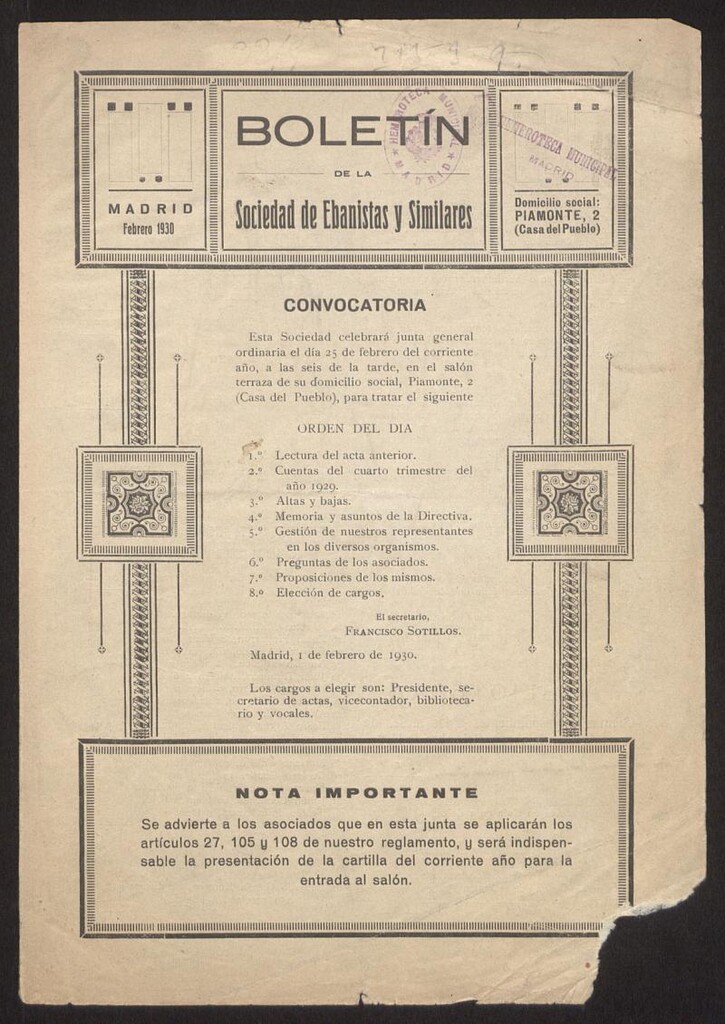 MADRID
Febrero 1930
BOLETÍN
DE LA
Sociedad de Ebanistas y Similares
HEMEROTECA MUNICIPAL
★ MADRID ★
HEMEROTECA MUNICIPAL
MADRID
Domicilio social:
PIAMONTE, 2
(Casa del Pueblo)
CONVOCATORIA
Esta Sociedad celebrará junta general
ordinaria el día 25 de febrero del corriente
año, a las seis de la tarde, en el salón
terraza de su domicilio social, Piamonte, 2
(Casa del Pueblo), para tratar el siguiente
ORDEN DEL DIA
1.º Lectura del acta anterior.
2.º Cuentas del cuarto trimestre del
año 1929.
3.º Altas y bajas.
4.º Memoria y asuntos de la Directiva.
5.º Gestión de nuestros representantes
en los diversos organismos.
6.º Preguntas de los asociados.
7.º Proposiciones de los mismos.
8.º Elección de cargos.
El secretario,
FRANCISCO SOTILLOS.
Madrid, 1 de febrero de 1930.
Los cargos a elegir son: Presidente, se-
cretario de actas, vicecontador, biblioteca-
rio y vocales.
NOTA IMPORTANTE
Se advierte a los asociados que en esta junta se aplicarán los
artículos 27, 105 y 108 de nuestro reglamento, y será indispen-
sable la presentación de la cartilla del corriente año para la
entrada al salón.